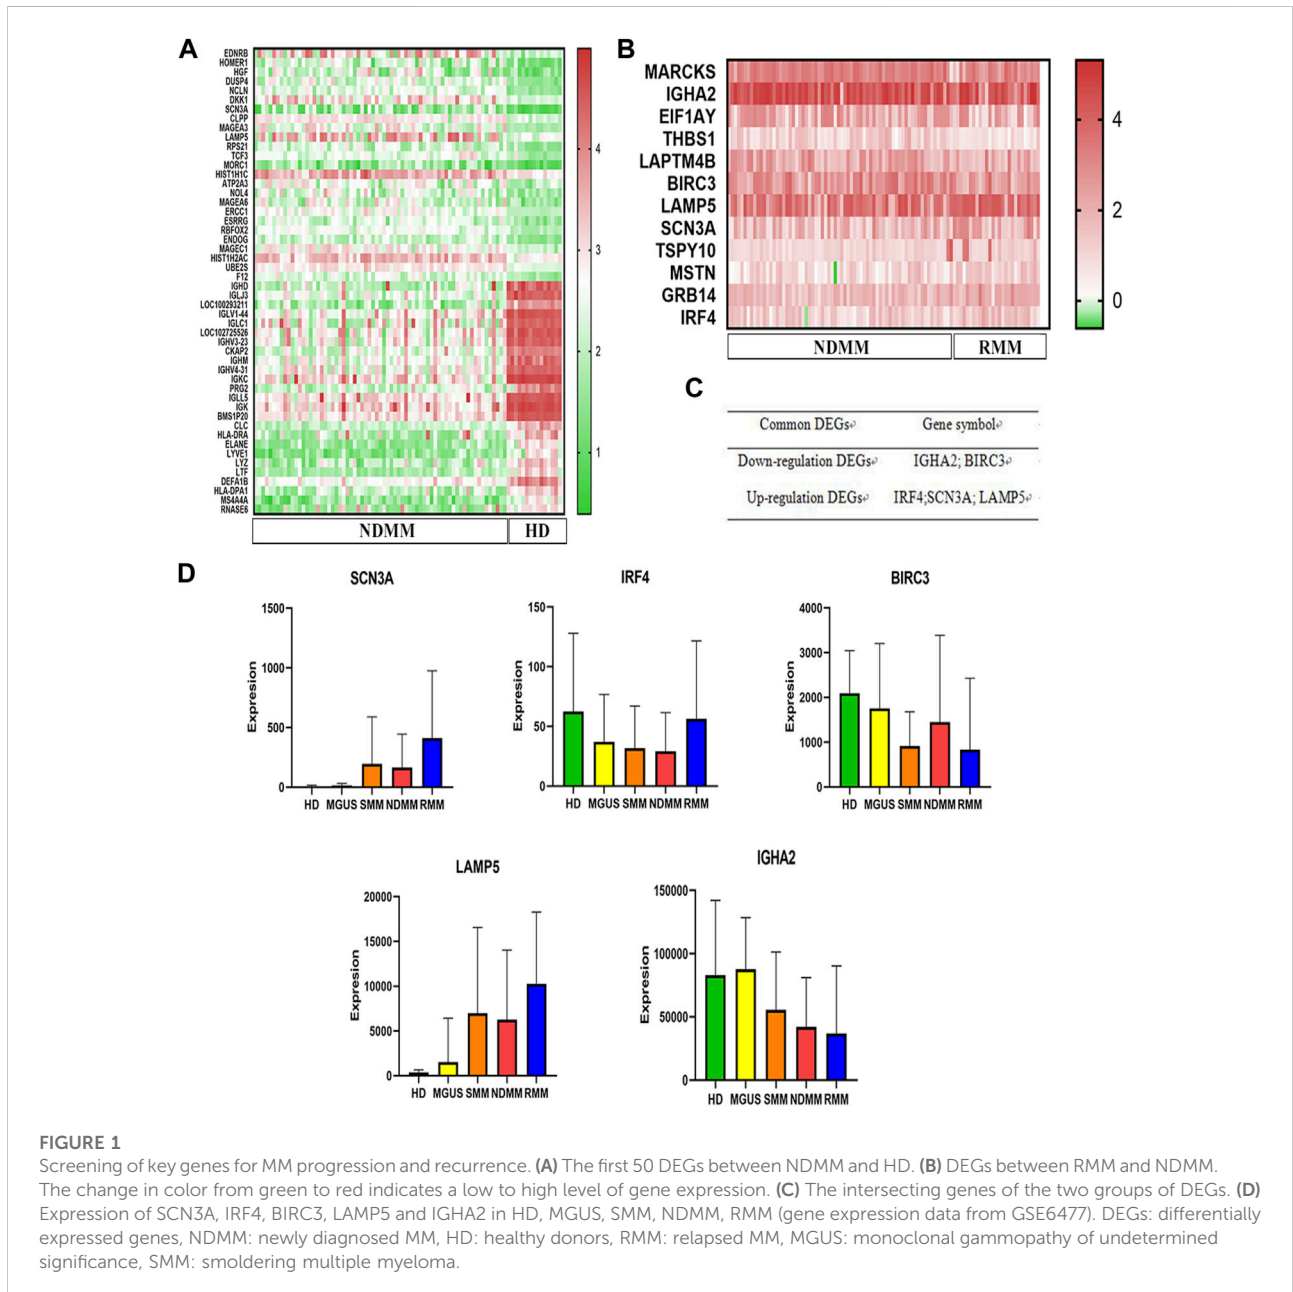 A
EDNRB
HOMER1
HGF
DUSP4
NCLN
DKK1
SCN3A
CLPP
MAGEA3
LAMP5
RPS21
TCF3
MORC1
HIST1H1C
ATP2A3
NOL4
MAGEA6
ERCC1
ESRRG
RBFOX2
ENDOG
MAGEC1
HIST1H2AC
UBE2S
F12
IGHD
IGLJ3
LOC100293211
IGLV1-44
IGLC1
LOC102725526
IGHV3-23
CKAP2
IGHM
IGHV4-31
IGKC
PRG2
IGLL5
IGK
BMS1P20
CLC
HLA-DRA
ELANE
LYVE1
LYZ
LTF
DEFA1B
HLA-DPA1
MS4A4A
RNASE6
4
3
2
1
NDMM HD
B
MARCKS
IGHA2
EIF1AY
THBS1
LAPTM4B
BIRC3
LAMP5
SCN3A
TSPY10
MSTN
GRB14
IRF4
4
2
0
NDMM RMM
C
Common DEGs Gene symbol
Down-regulation DEGs IGHA2; BIRC3
Up-regulation DEGs IRF4;SCN3A; LAMP5
D
SCN3A
Expresion
1500
1000
500
0
HD MGUS SMM NDMM RMM
IRF4
Expresion
150
100
50
0
HD MGUS SMM NDMM RMM
BIRC3
Expresion
4000
3000
2000
1000
0
HD MGUS SMM NDMM RMM
LAMP5
Expresion
20000
15000
10000
5000
0
HD MGUS SMM NDMM RMM
IGHA2
Expresion
150000
100000
50000
0
HD MGUS SMM NDMM RMM
FIGURE 1
Screening of key genes for MM progression and recurrence. (A) The first 50 DEGs between NDMM and HD. (B) DEGs between RMM and NDMM.
The change in color from green to red indicates a low to high level of gene expression. (C) The intersecting genes of the two groups of DEGs. (D)
Expression of SCN3A, IRF4, BIRC3, LAMP5 and IGHA2 in HD, MGUS, SMM, NDMM, RMM (gene expression data from GSE6477). DEGs: differentially
expressed genes, NDMM: newly diagnosed MM, HD: healthy donors, RMM: relapsed MM, MGUS: monoclonal gammopathy of undetermined
significance, SMM: smoldering multiple myeloma.